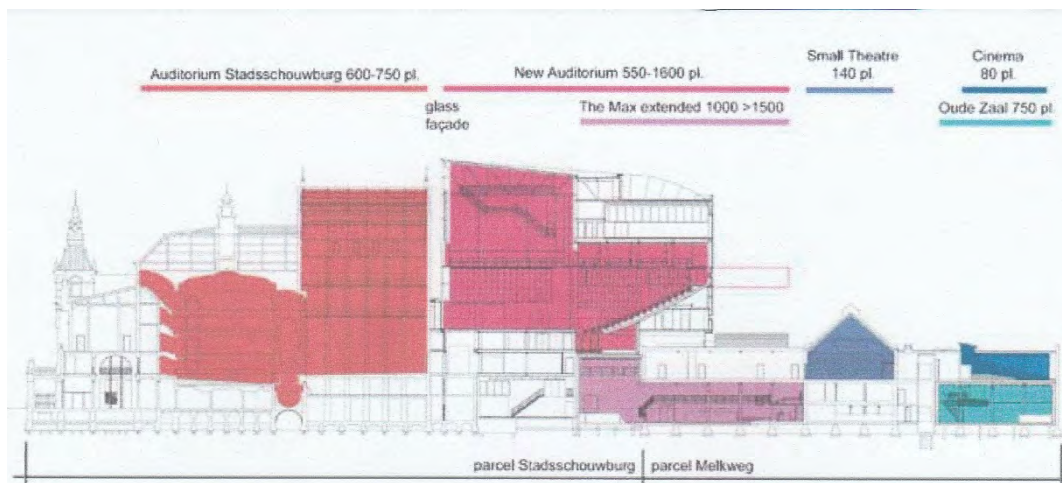 Auditorium Stadsschouwburg 600-750 pl.
New Auditorium 550-1600 pl.
Small Theatre
140 pl.
Cinema
80 pl.
glass
façade
The Max extended 1000 >1500
Oude Zaal 750 pl
parcel Stadsschouwburg
parcel Melkweg